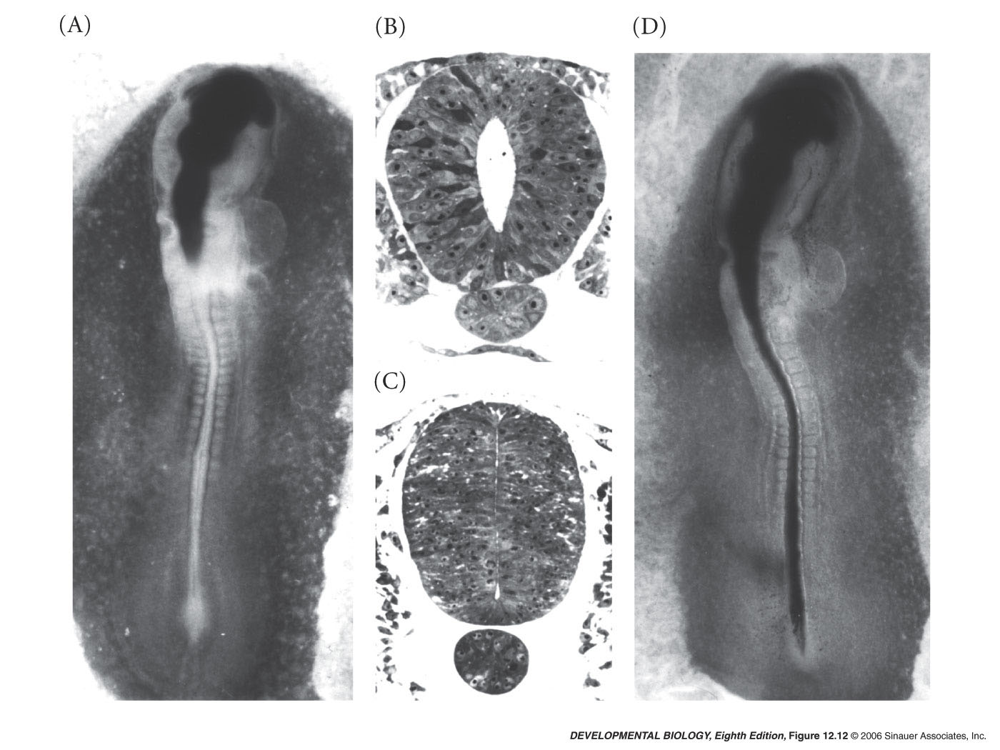 (A)
(B)
(D)
(C)
DEVELOPMENTAL BIOLOGY, Eighth Edition, Figure 12.12 © 2006 Sinauer Associates, Inc.